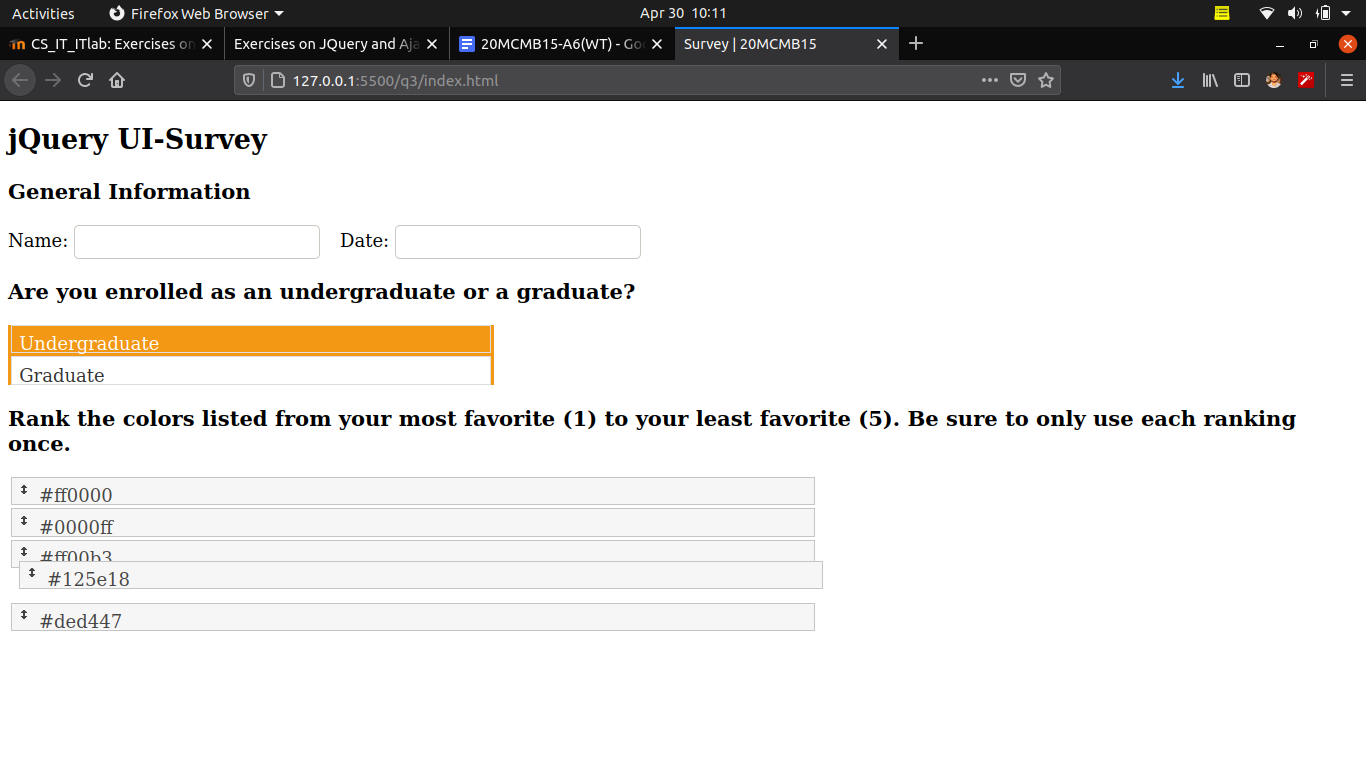 Activities Firefox Web Browser Apr 30 10:11
CS_IT_ITlab: Exercises on Exercises on JQuery and Aja 20MCMB15-A6(WT) - Goo Survey | 20MCMB15
127.0.0.1:5500/q3/index.html
jQuery UI-Survey
General Information
Name: Date:
Are you enrolled as an undergraduate or a graduate?
Undergraduate
Graduate
Rank the colors listed from your most favorite (1) to your least favorite (5). Be sure to only use each ranking
once.
#ff0000
#0000ff
#ff00b3
#125e18
#ded447